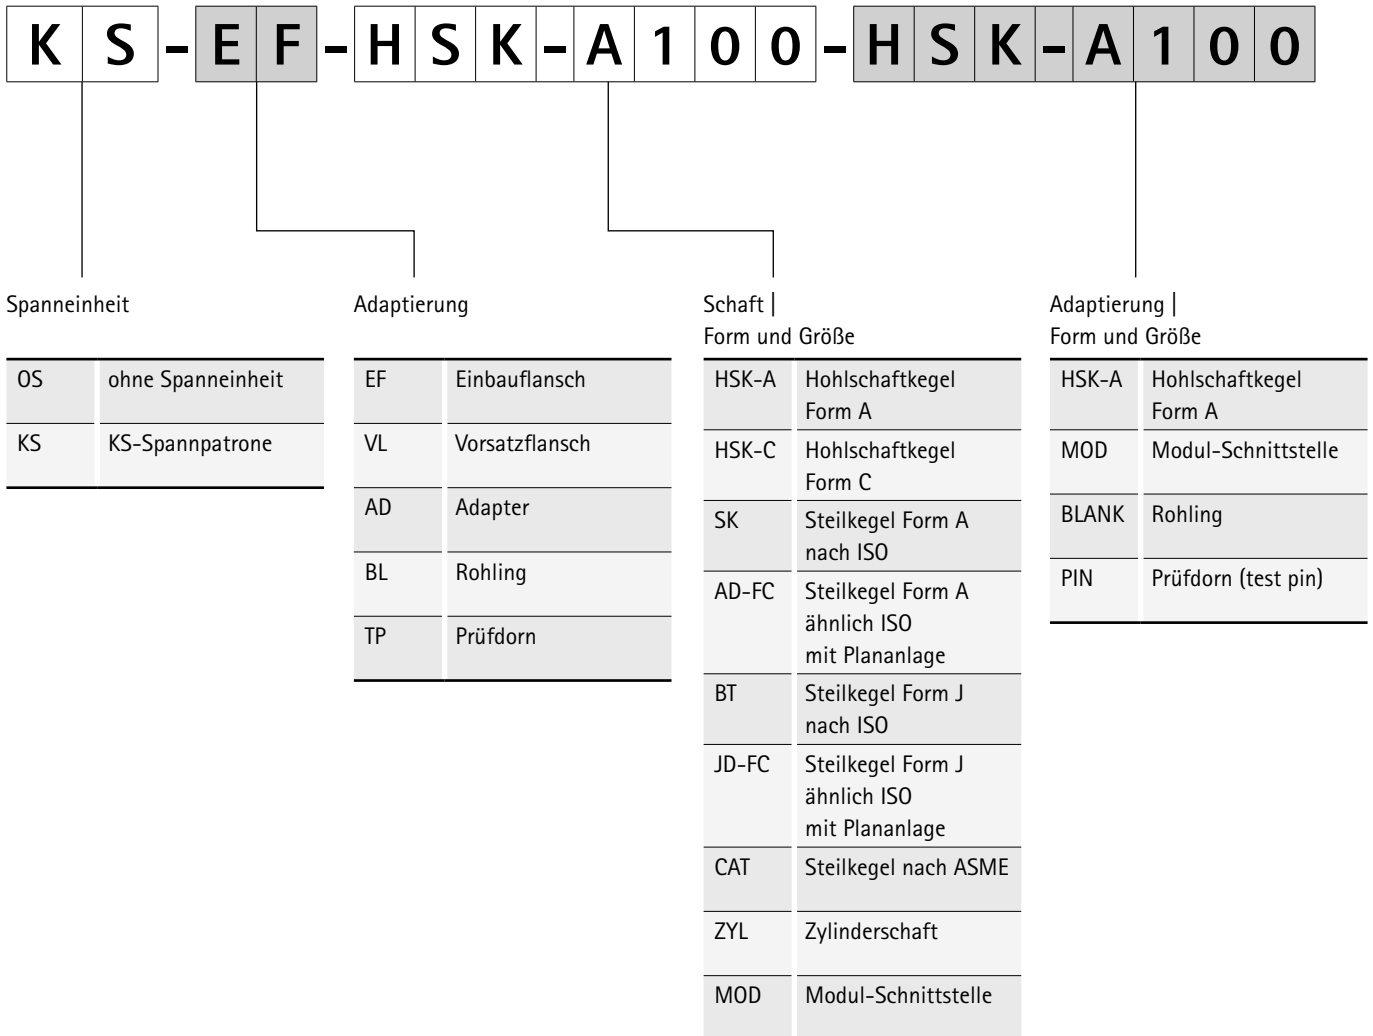 KS-EF-HSK-A100-HSK-A100
Spanneinheit
OS ohne Spanneinheit
KS KS-Spannpatrone
Adaptierung
EF Einbauflansch
VL Vorsatzflansch
AD Adapter
BL Rohling
TP Prüfdorn
Schaft |
Form und Größe
HSK-A Hohlschaftkegel
Form A
HSK-C Hohlschaftkegel
Form C
SK Steilkegel Form A
nach ISO
AD-FC Steilkegel Form A
ähnlich ISO
mit Plananlage
BT Steilkegel Form J
nach ISO
JD-FC Steilkegel Form J
ähnlich ISO
mit Plananlage
CAT Steilkegel nach ASME
ZYL Zylinderschaft
MOD Modul-Schnittstelle
Adaptierung |
Form und Größe
HSK-A Hohlschaftkegel
Form A
MOD Modul-Schnittstelle
BLANK Rohling
PIN Prüfdorn (test pin)